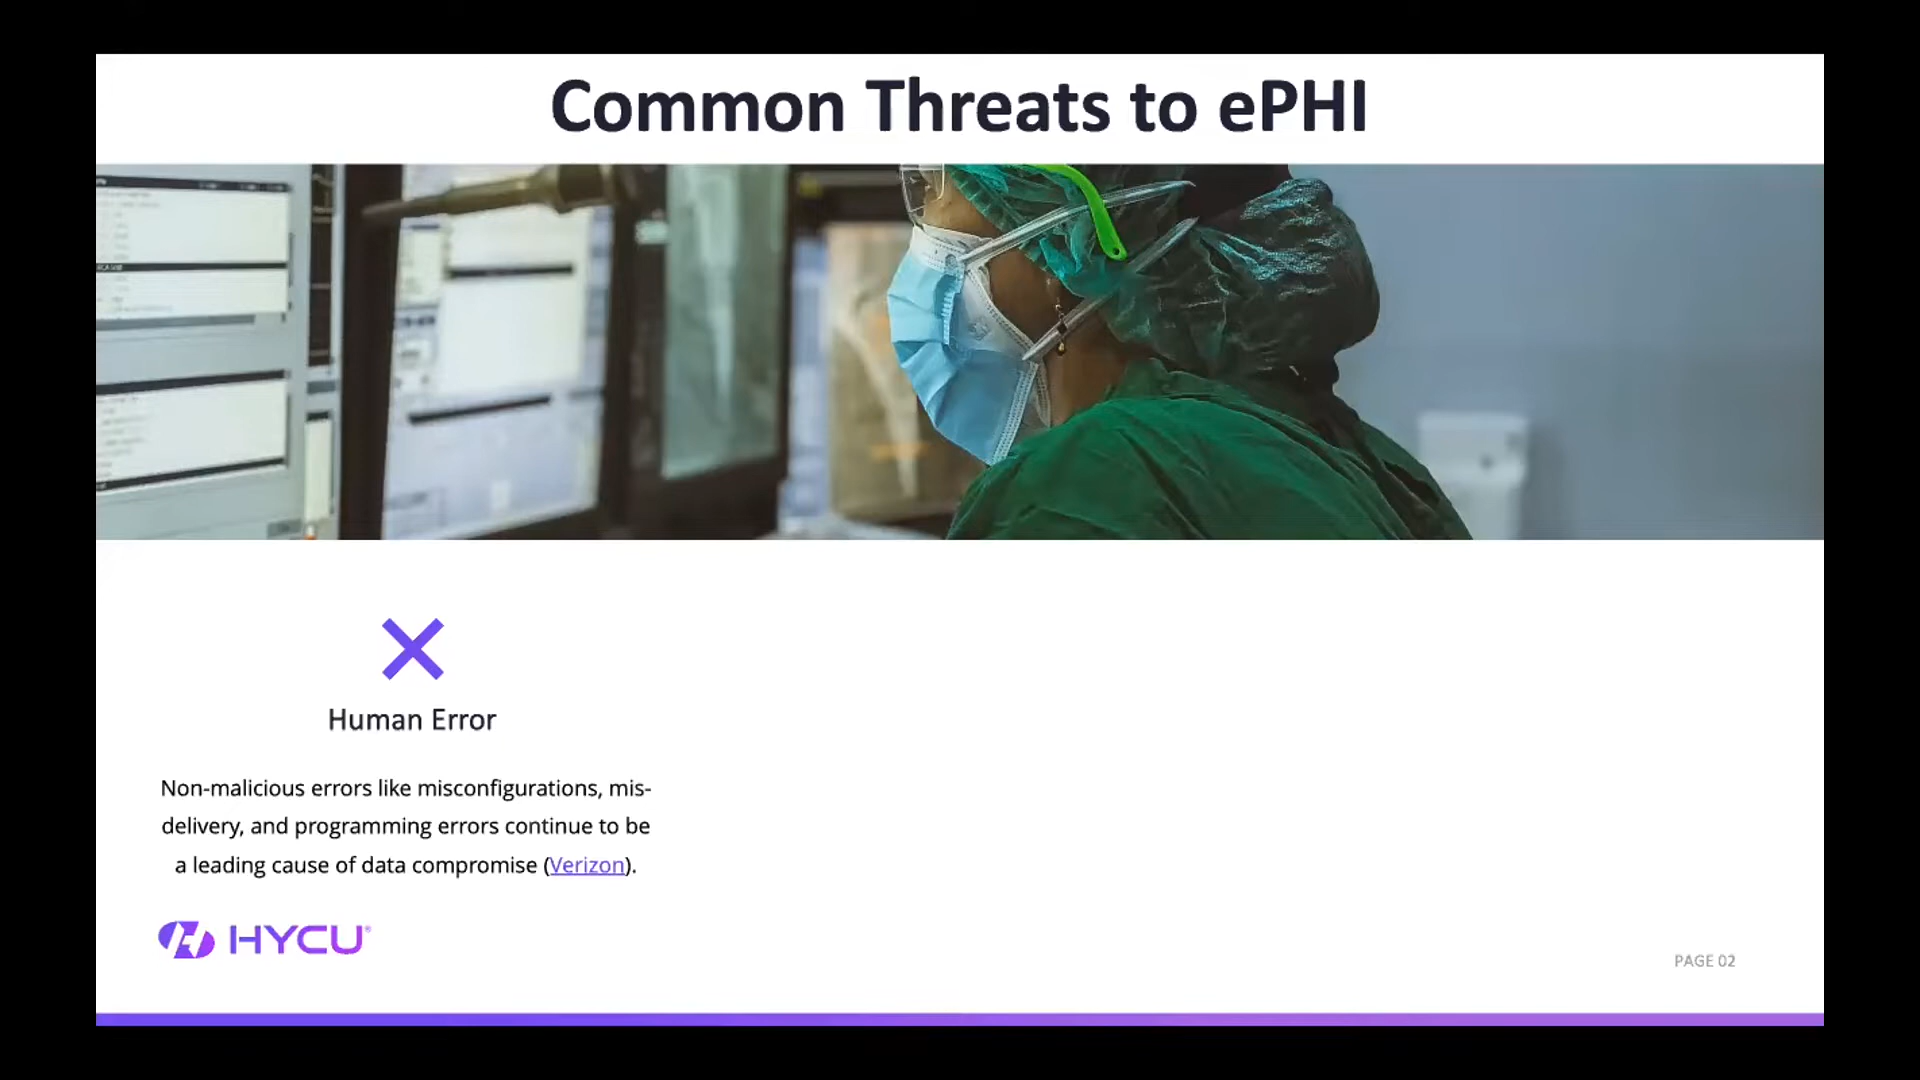 Common Threats to ePHI
Human Error
Non-malicious errors like misconfigurations, mis-
delivery, and programming errors continue to be
a leading cause of data compromise (Verizon).
HYCU®
PAGE 02